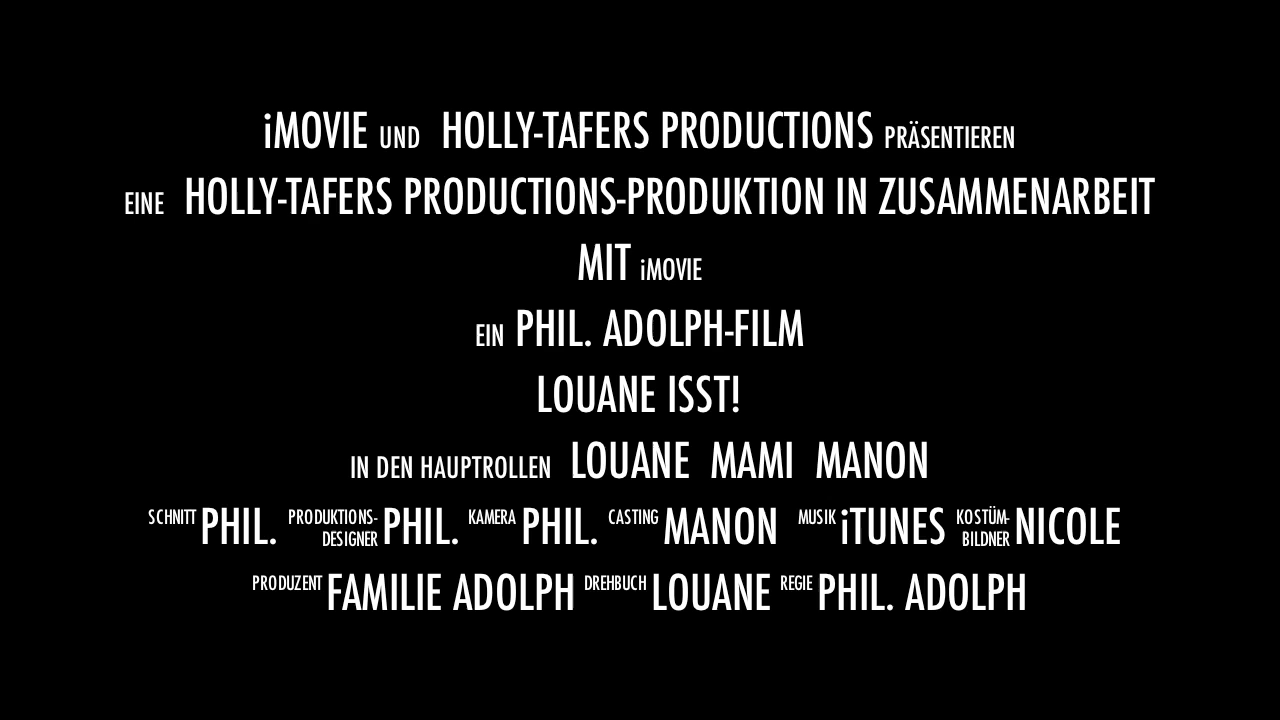 iMOVIE UND HOLLY-TAFERS PRODUCTIONS PRÄSENTIEREN
EINE HOLLY-TAFERS PRODUCTIONS-PRODUKTION IN ZUSAMMENARBEIT
MIT iMOVIE
EIN PHIL. ADOLPH-FILM
LOUANE ISST!
IN DEN HAUPTROLLEN LOUANE MAMI MANON
SCHNITT PHIL. PRODUKTIONS-DESIGNER PHIL. KAMERA PHIL. CASTING MANON MUSIK iTUNES KOSTÜM-BILDNER NICOLE
PRODUZENT FAMILIE ADOLPH DREHBUCH LOUANE REGIE PHIL. ADOLPH